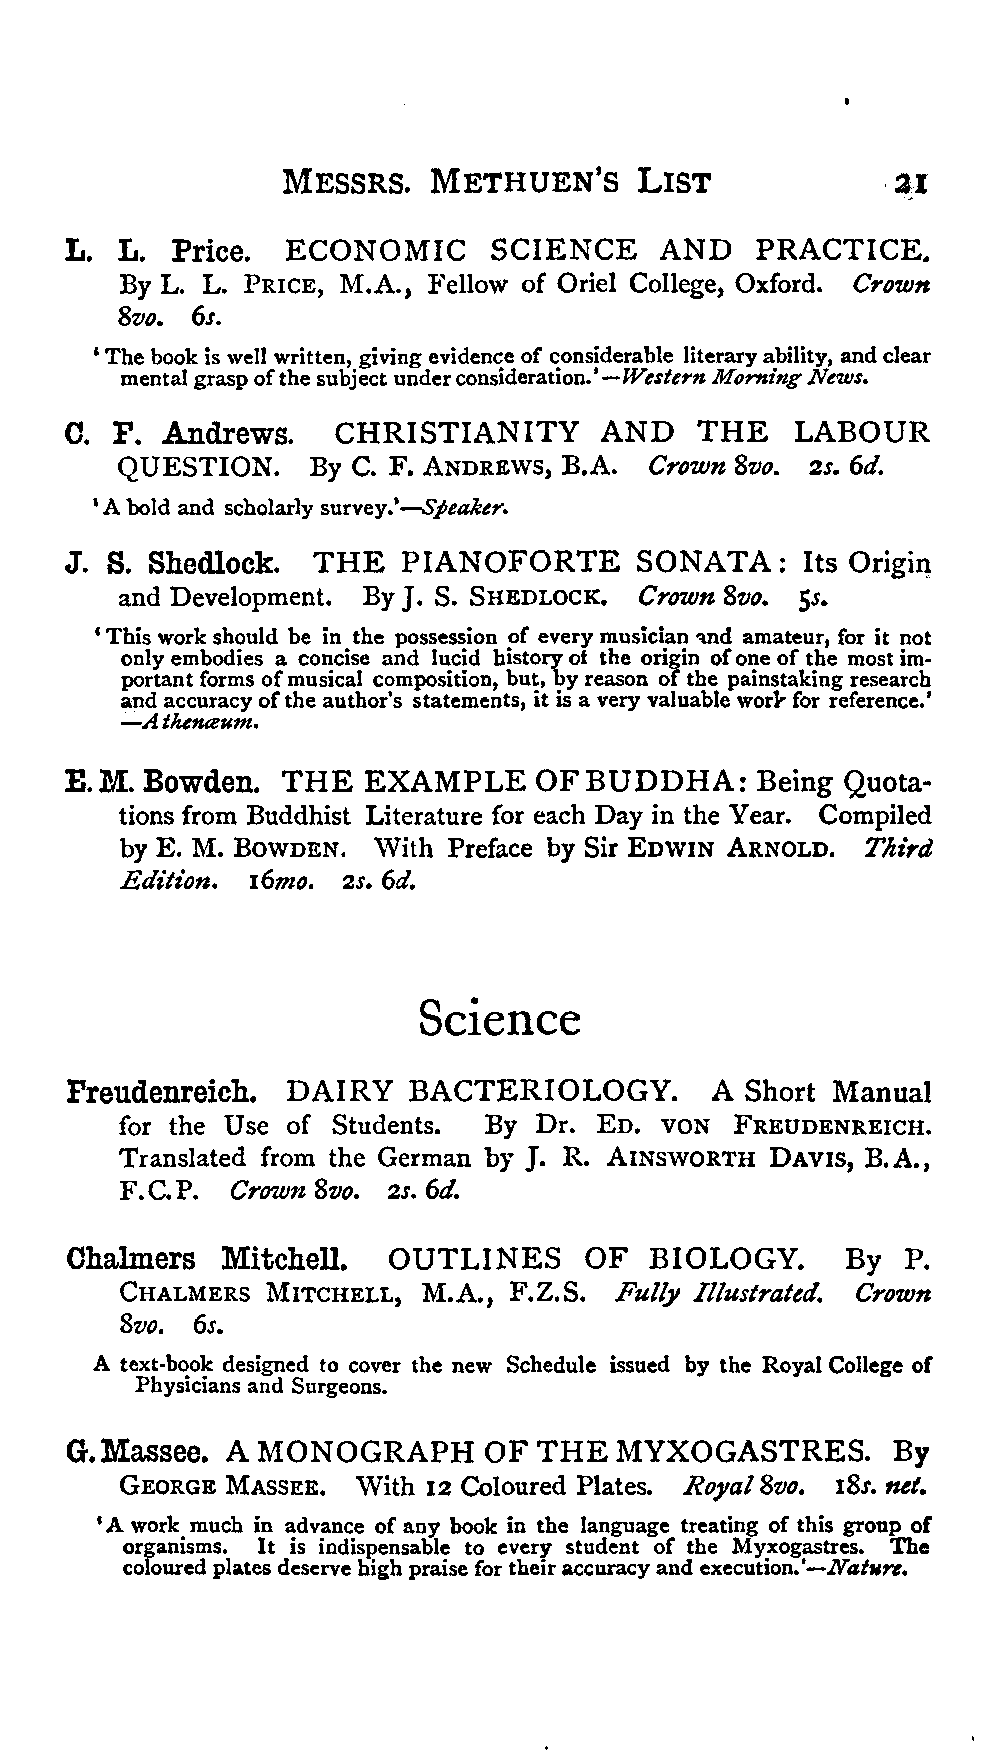 MESSRS. METHUEN'S LIST 21
L. L. Price. ECONOMIC SCIENCE AND PRACTICE.
By L. L. PRICE, M.A., Fellow of Oriel College, Oxford. Crown
8vo. 6s.
'The book is well written, giving evidence of considerable literary ability, and clear
mental grasp of the subject under consideration.'—Western Morning News.
C. F. Andrews. CHRISTIANITY AND THE LABOUR
QUESTION. By C. F. ANDREWS, B.A. Crown 8vo. 2s. 6d.
'A bold and scholarly survey.'—Speaker.
J. S. Shedlock. THE PIANOFORTE SONATA: Its Origin
and Development. By J. S. SHEDLOCK. Crown 8vo. 5s.
'This work should be in the possession of every musician and amateur, for it not
only embodies a concise and lucid history of the origin of one of the most im-
portant forms of musical composition, but, by reason of the painstaking research
and accuracy of the author's statements, it is a very valuable work for reference.'
—Athenæum.
E. M. Bowden. THE EXAMPLE OF BUDDHA: Being Quota-
tions from Buddhist Literature for each Day in the Year. Compiled
by E. M. BOWDEN. With Preface by Sir EDWIN ARNOLD. Third
Edition. 16mo. 2s. 6d.
Science
Freudenreich. DAIRY BACTERIOLOGY. A Short Manual
for the Use of Students. By Dr. ED. VON FREUDENREICH.
Translated from the German by J. R. AINSWORTH DAVIS, B.A.,
F.C.P. Crown 8vo. 2s. 6d.
Chalmers Mitchell. OUTLINES OF BIOLOGY. By P.
CHALMERS MITCHELL, M.A., F.Z.S. Fully Illustrated. Crown
8vo. 6s.
A text-book designed to cover the new Schedule issued by the Royal College of
Physicians and Surgeons.
G. Massee. A MONOGRAPH OF THE MYXOGASTRES. By
GEORGE MASSEE. With 12 Coloured Plates. Royal 8vo. 18s. net.
'A work much in advance of any book in the language treating of this group of
organisms. It is indispensable to every student of the Myxogastres. The
coloured plates deserve high praise for their accuracy and execution.'—Nature.